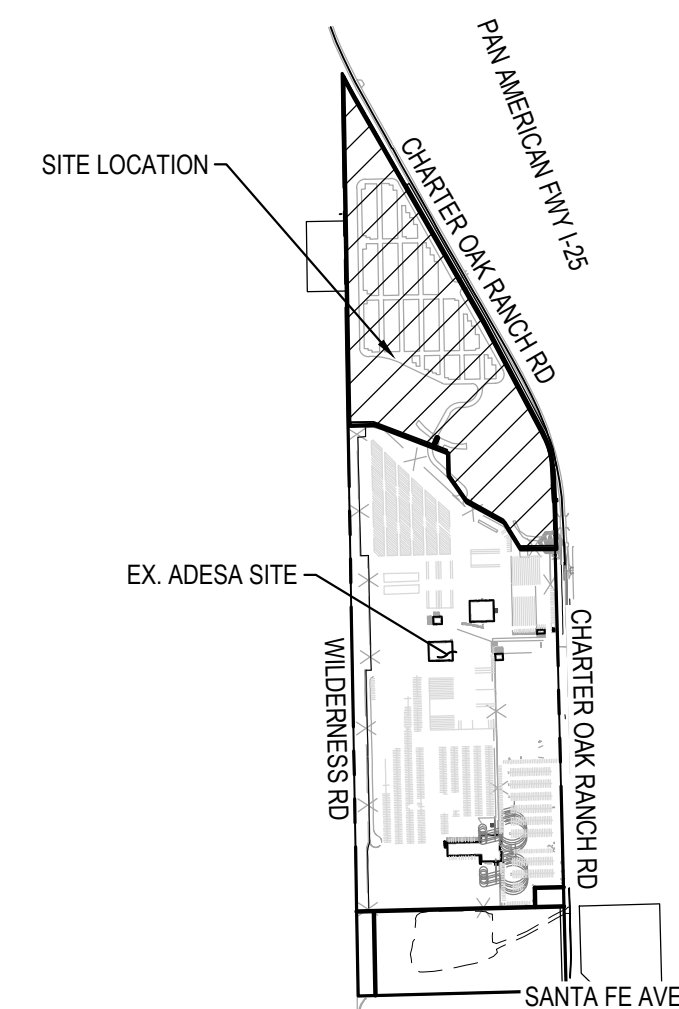 PAN AMERICAN FWY I-25
SITE LOCATION
CHARTER OAK RANCH RD
EX. ADESA SITE
WILDERNESS RD
CHARTER OAK RANCH RD
SANTA FE AVE